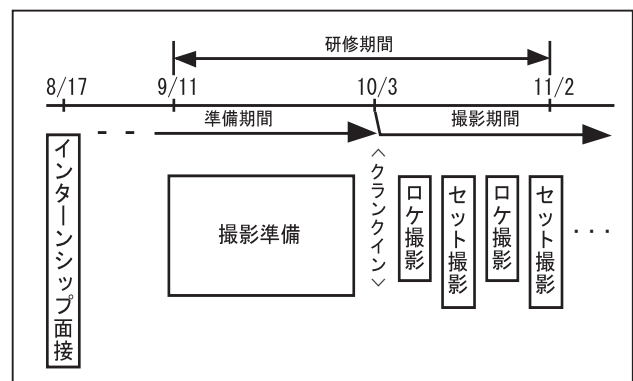 研修期間
8/17
9/11
10/3
11/2
準備期間
撮影期間
インターンシップ面接
撮影準備
〈クランクイン〉
ロケ撮影
セット撮影
ロケ撮影
セット撮影
...